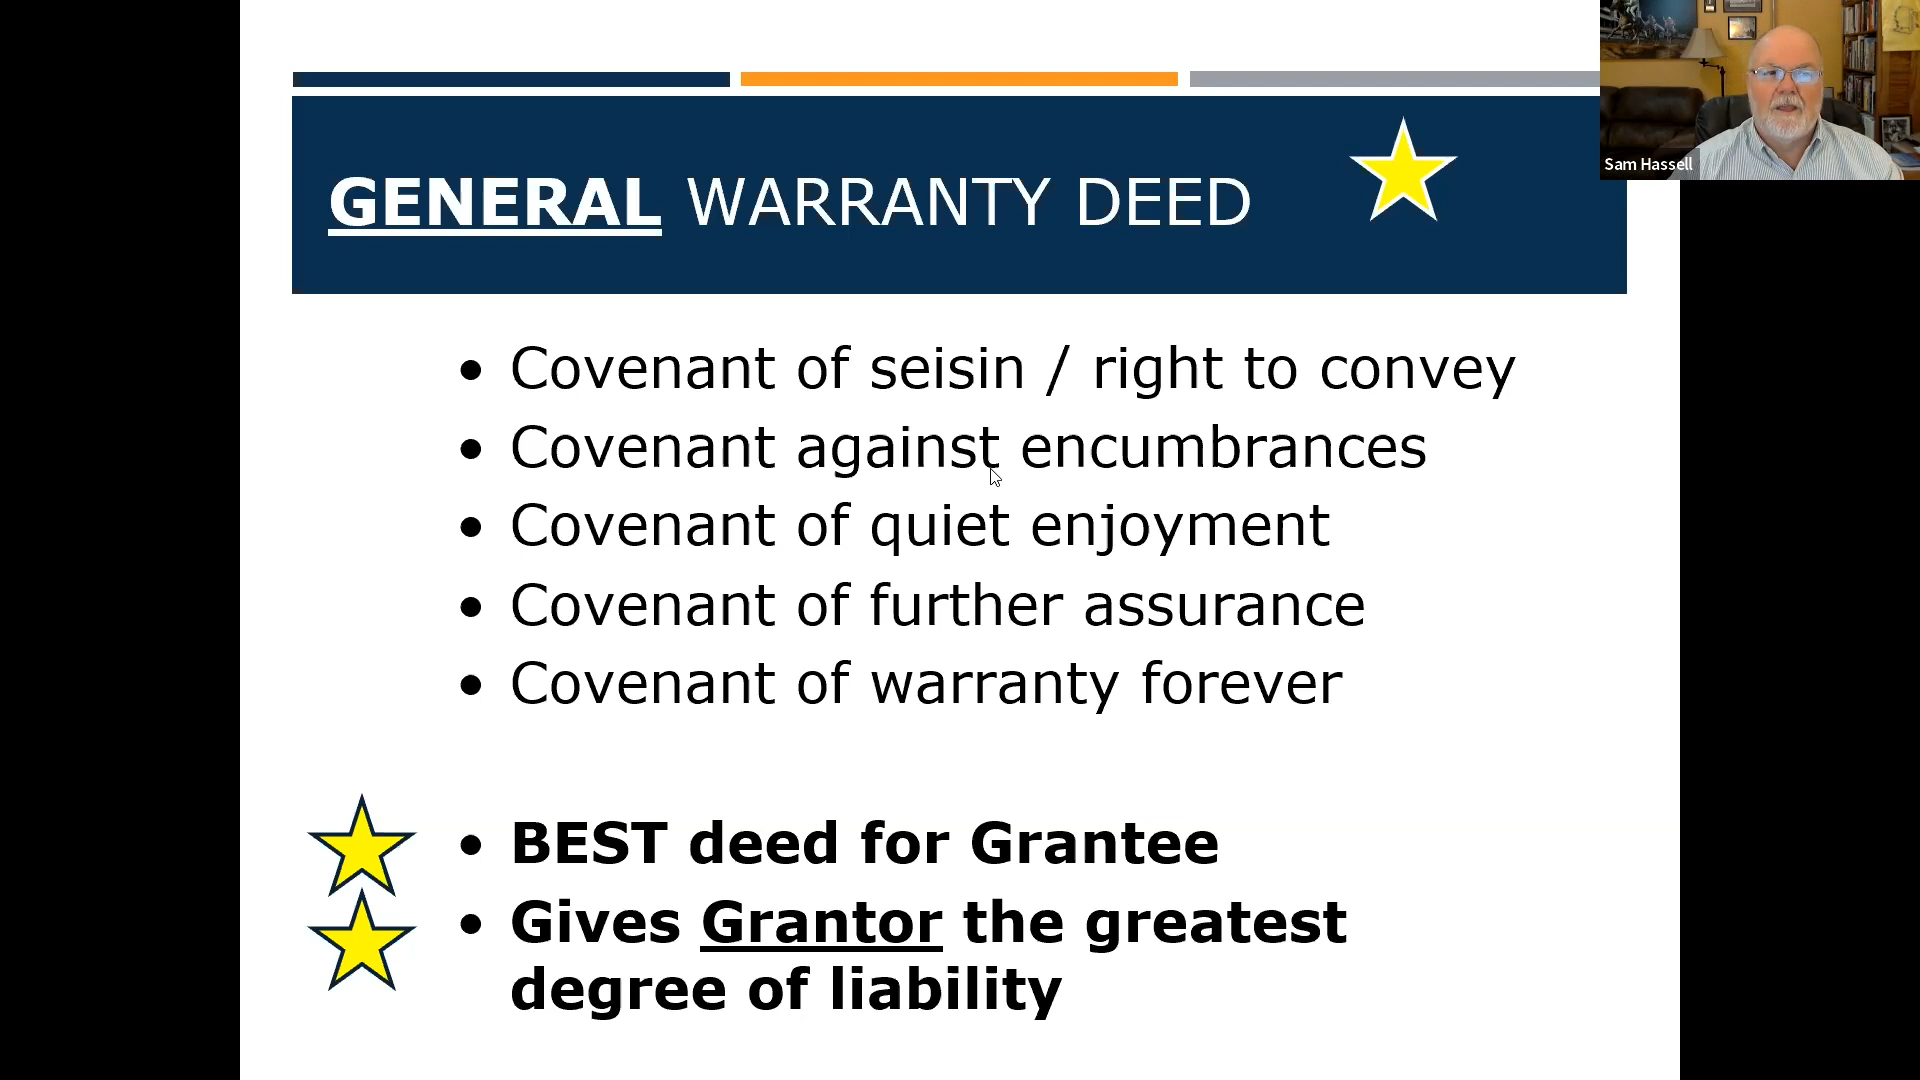 GENERAL WARRANTY DEED
Sam Hassell
• Covenant of seisin / right to convey
• Covenant against encumbrances
• Covenant of quiet enjoyment
• Covenant of further assurance
• Covenant of warranty forever
• BEST deed for Grantee
• Gives Grantor the greatest
degree of liability